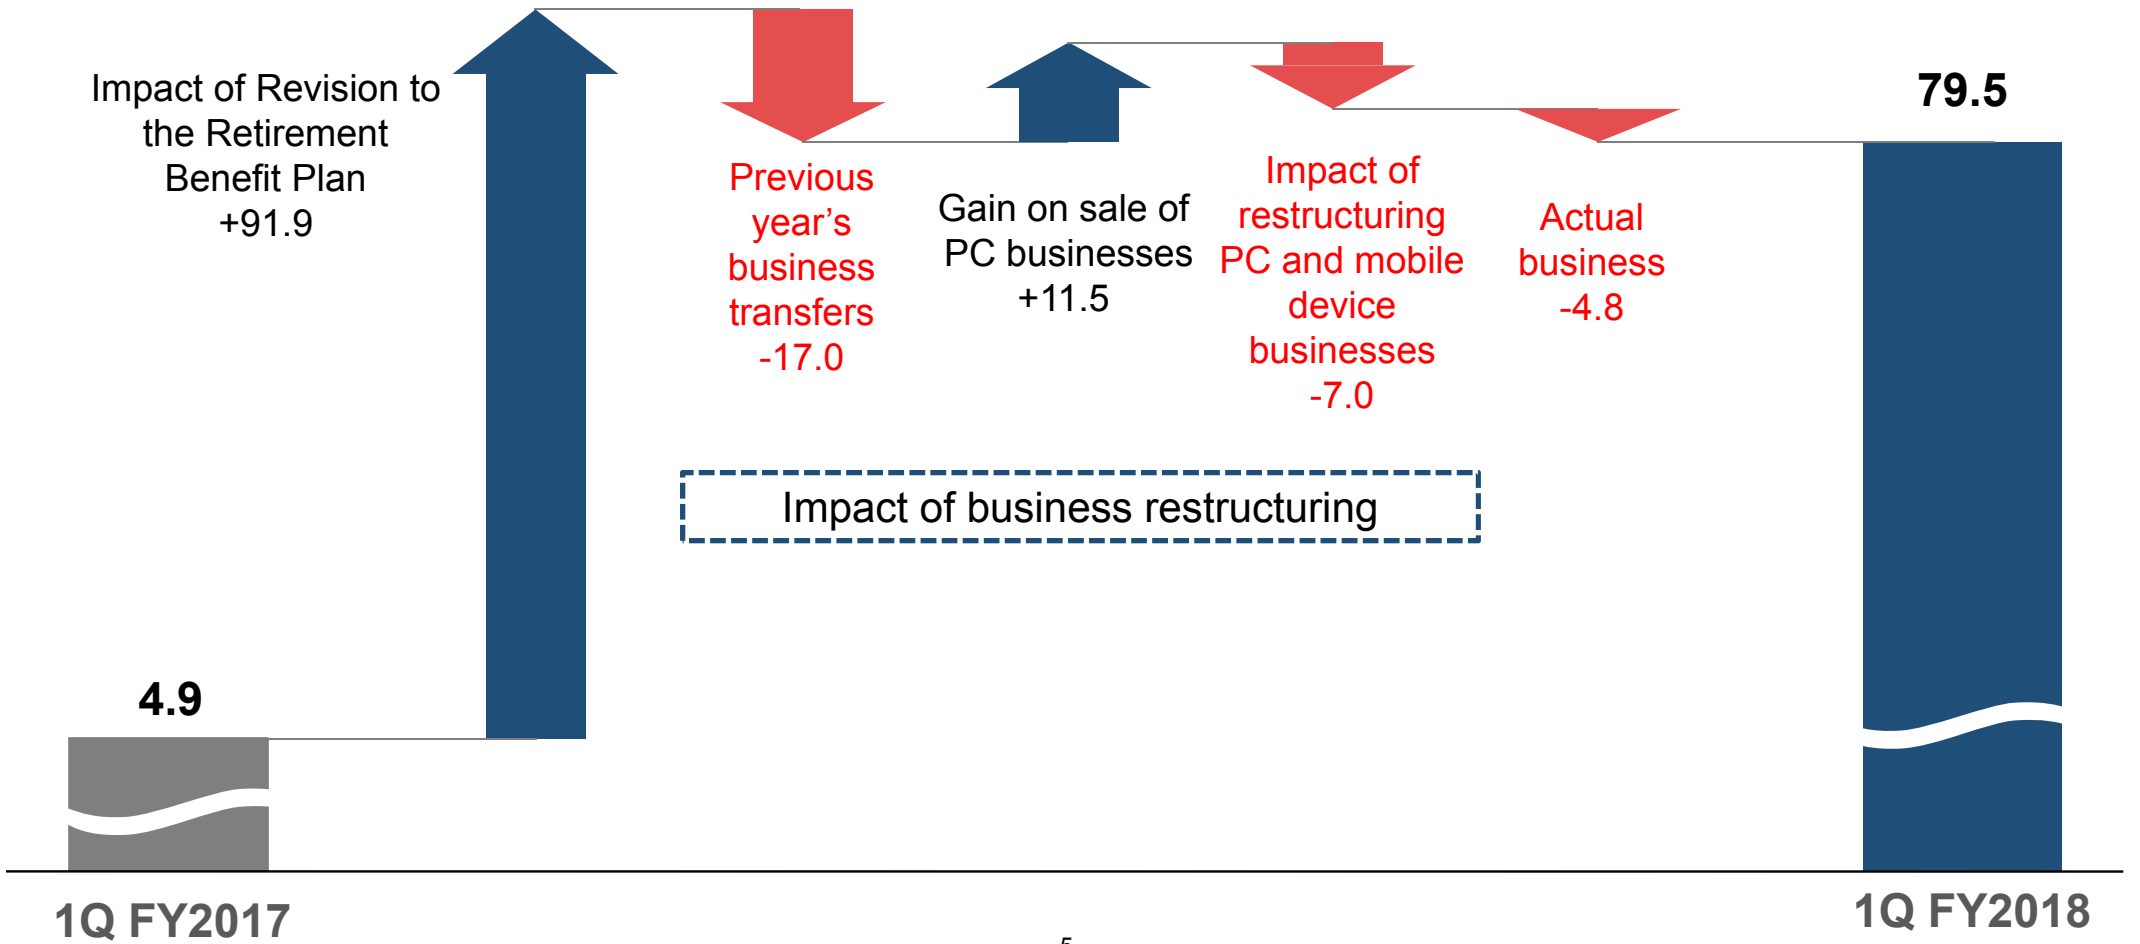 Impact of Revision to
the Retirement
Benefit Plan
+91.9
Previous
year’s
business
transfers
-17.0
Gain on sale of
PC businesses
+11.5
Impact of
restructuring
PC and mobile
device
businesses
-7.0
Actual
business
-4.8
79.5
Impact of business restructuring
4.9
1Q FY2017
1Q FY2018
5